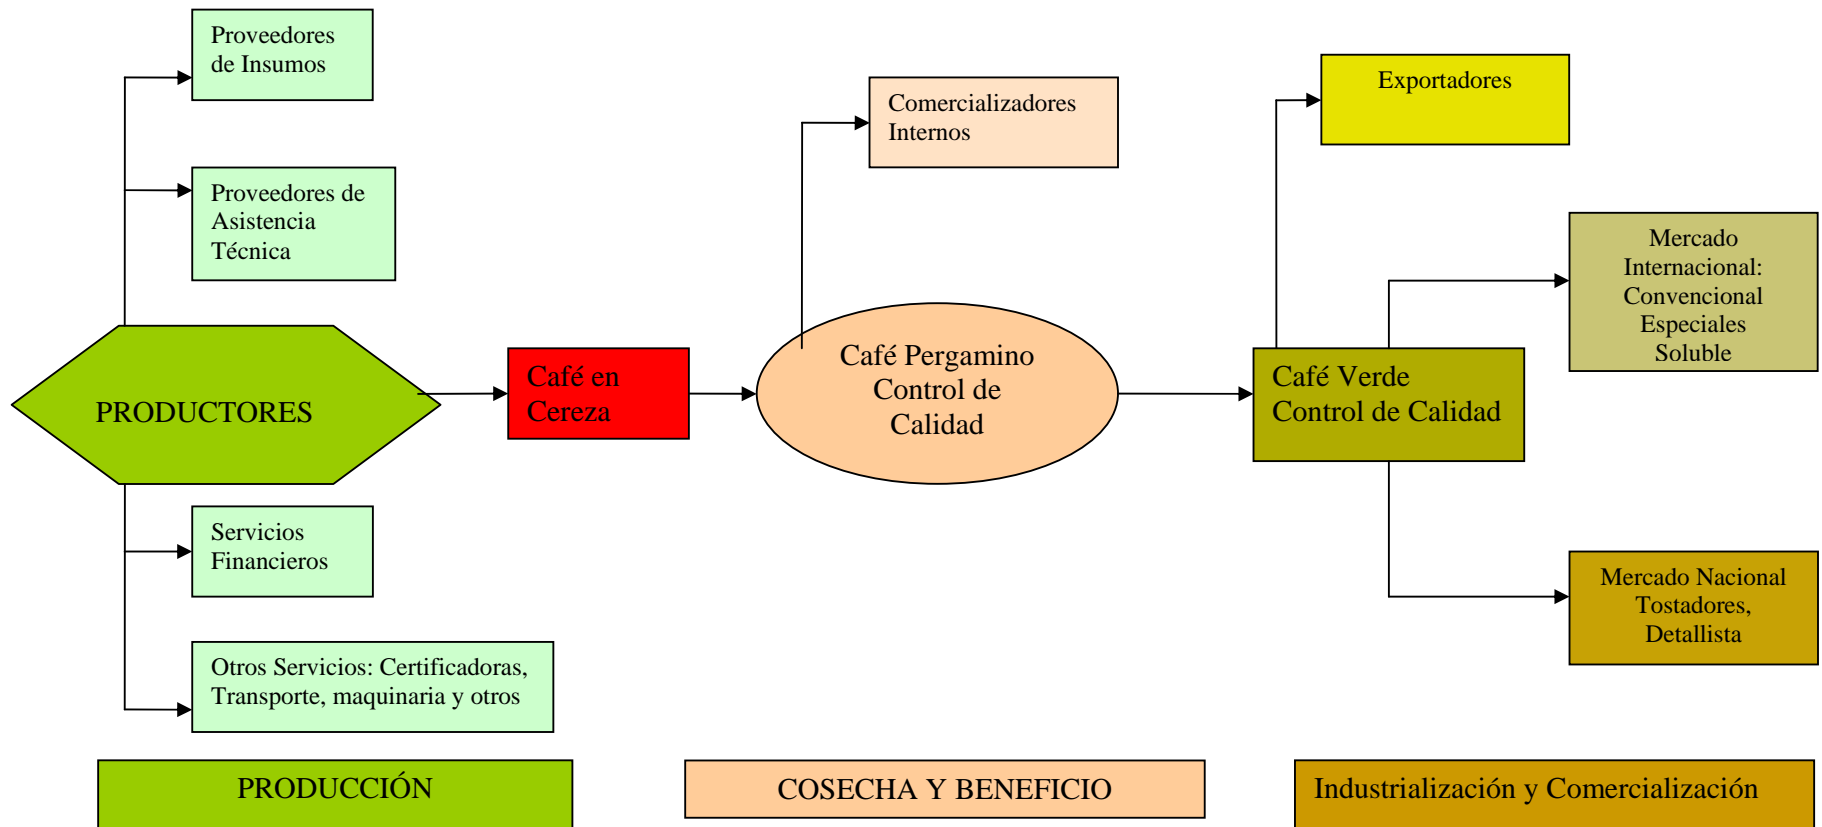 Proveedores
de Insumos
Proveedores de
Asistencia
Técnica
PRODUCTORES
Servicios
Financieros
Otros Servicios: Certificadoras,
Transporte, maquinaria y otros
Café en
Cereza
Comercializadores
Internos
Café Pergamino
Control de
Calidad
Exportadores
Café Verde
Control de Calidad
Mercado
Internacional:
Convencional
Especiales
Soluble
Mercado Nacional
Tostadores,
Detallista
PRODUCCIÓN
COSECHA Y BENEFICIO
Industrialización y Comercialización